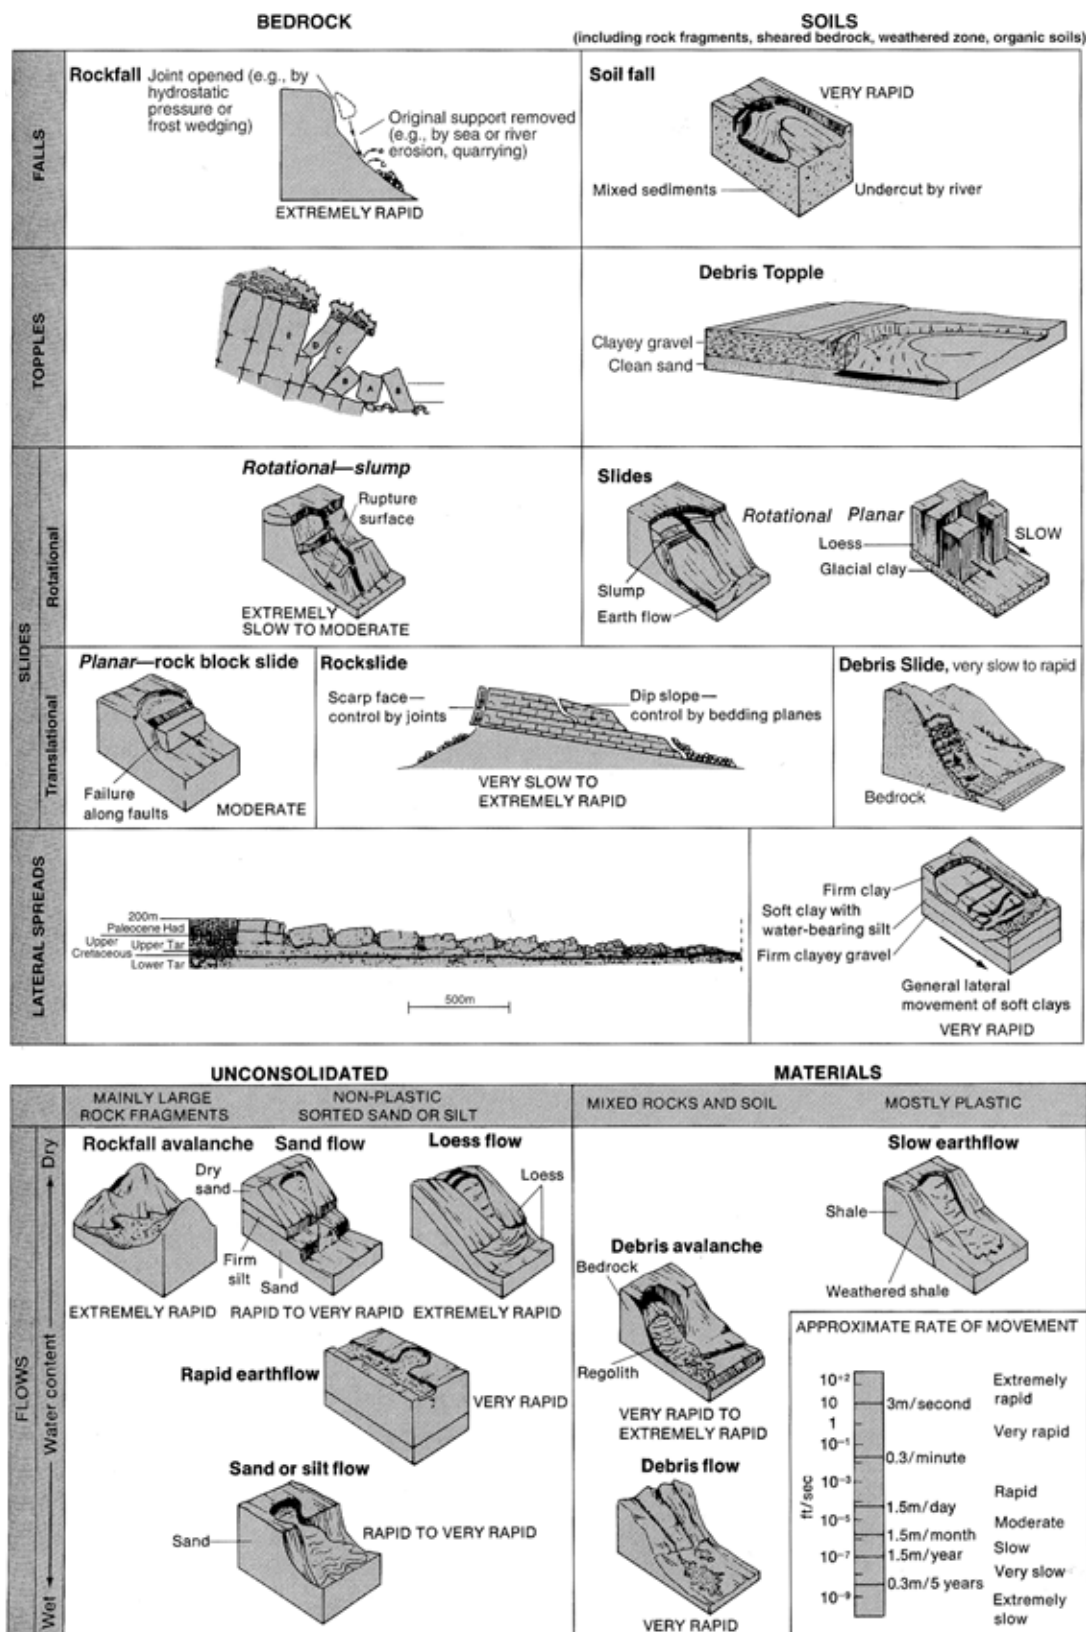 BEDROCK
SOILS
(including rock fragments, sheared bedrock, weathered zone, organic soils)
FALLS
Rockfall
Joint opened (e.g., by
hydrostatic
pressure or
frost wedging)
Original support removed
(e.g., by sea or river
erosion, quarrying)
EXTREMELY RAPID
Soil fall
VERY RAPID
Mixed sediments
Undercut by river
TOPPLES
E
D
C
B
A
B
Debris Topple
Clayey gravel
Clean sand
SLIDES
Rotational
Rotational—slump
Rupture
surface
EXTREMELY
SLOW TO MODERATE
Slides
Rotational
Planar
Loess
Glacial clay
SLOW
Slump
Earth flow
Translational
Planar—rock block slide
Failure
along faults
MODERATE
Rockslide
Scarp face—
control by joints
Dip slope—
control by bedding planes
VERY SLOW TO
EXTREMELY RAPID
Debris Slide, very slow to rapid
Bedrock
LATERAL SPREADS
200m
Paleocene Had
Upper
Cretaceous
Upper Tar
Lower Tar
500m
Firm clay
Soft clay with
water-bearing silt
Firm clayey gravel
General lateral
movement of soft clays
VERY RAPID
UNCONSOLIDATED
MATERIALS
MAINLY LARGE
ROCK FRAGMENTS
NON-PLASTIC
SORTED SAND OR SILT
MIXED ROCKS AND SOIL
MOSTLY PLASTIC
FLOWS
Wet
Water content
Dry
Rockfall avalanche
EXTREMELY RAPID
Sand flow
Dry
sand
Firm
silt
Sand
RAPID TO VERY RAPID
Loess flow
Loess
EXTREMELY RAPID
Rapid earthflow
VERY RAPID
Sand or silt flow
Sand
RAPID TO VERY RAPID
Debris avalanche
Bedrock
Regolith
VERY RAPID TO
EXTREMELY RAPID
Debris flow
VERY RAPID
Slow earthflow
Shale
Weathered shale
APPROXIMATE RATE OF MOVEMENT
ft/sec
10+2
10
1
10−1
10−3
10−5
10−7
10−9
3m/second
0.3/minute
1.5m/day
1.5m/month
1.5m/year
0.3m/5 years
Extremely
rapid
Very rapid
Rapid
Moderate
Slow
Very slow
Extremely
slow